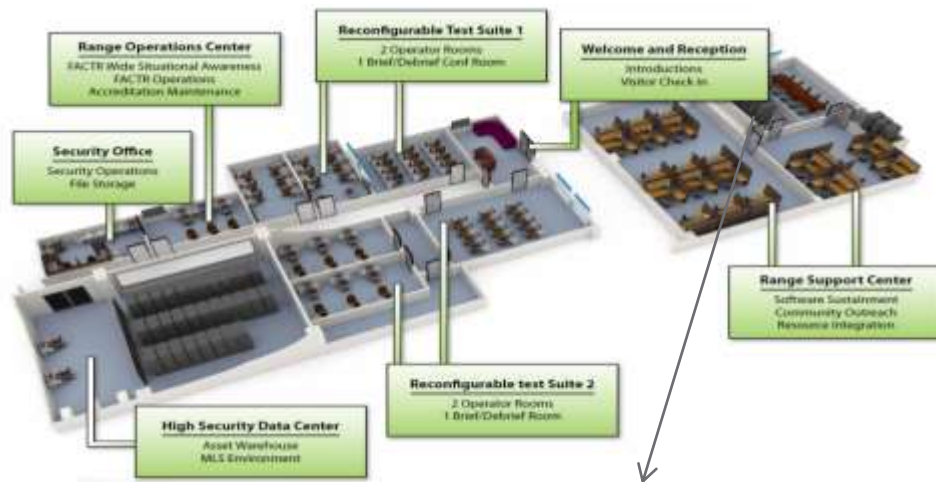 Reconfigurable Test Suite 1
2 Operator Rooms
1 Brief/Debrief Conf Room
Range Operations Center
FACTR Wide Situational Awareness
FACTR Operations
Accreditation Maintenance
Welcome and Reception
Introductions
Visitor Check In
Security Office
Security Operations
File Storage
Range Support Center
Software Sustainment
Community Outreach
Resource Integration
Reconfigurable test Suite 2
2 Operator Rooms
1 Brief/Debrief Room
High Security Data Center
Asset Warehouse
MLS Environment